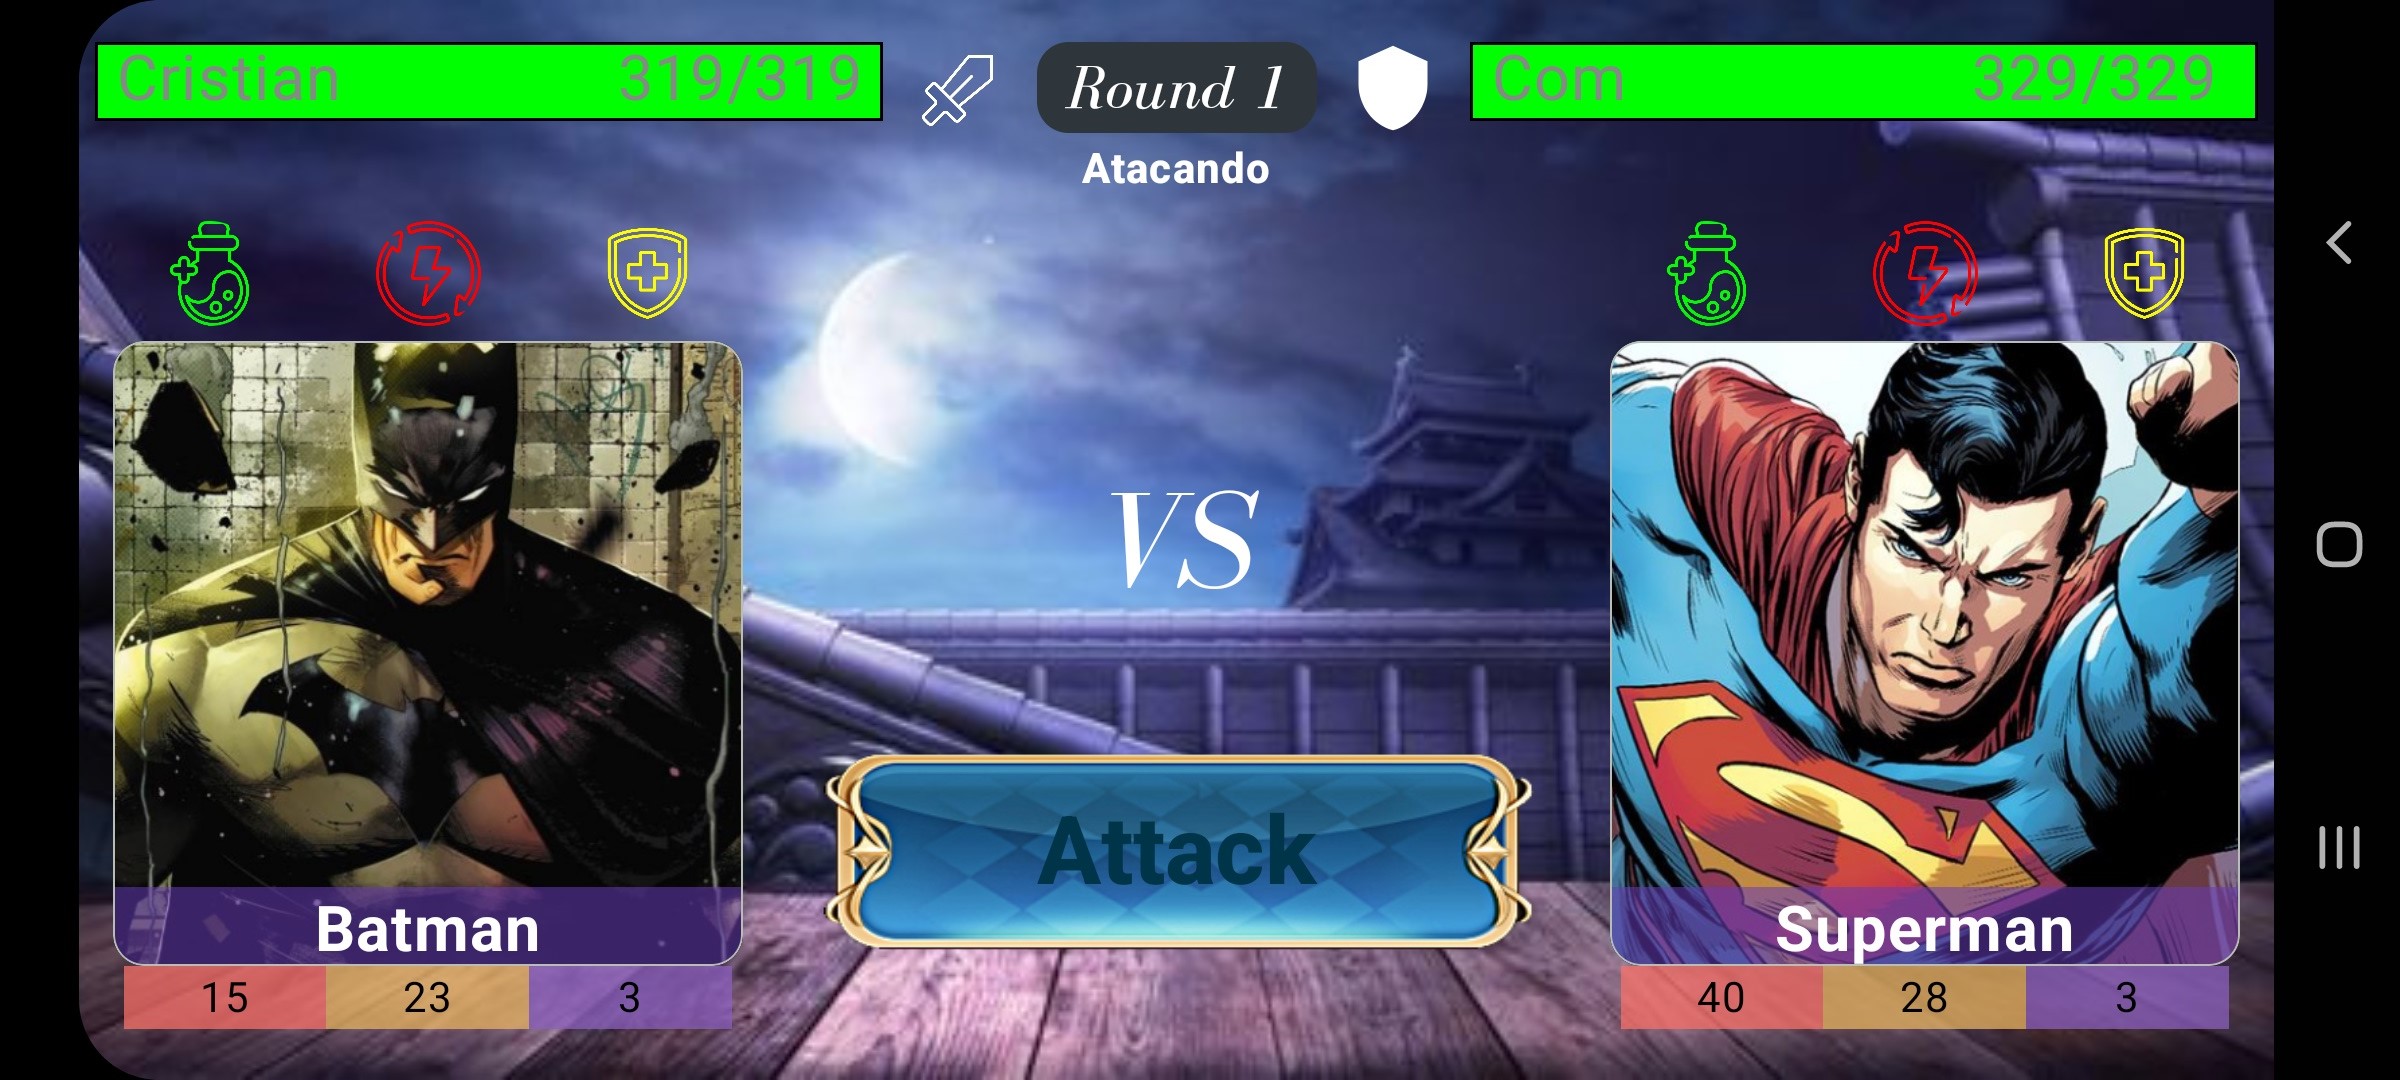 Cristian 319/319
Round 1
Com 329/329
Atacando
VS
Attack
Batman
Superman
15 23 3
40 28 3